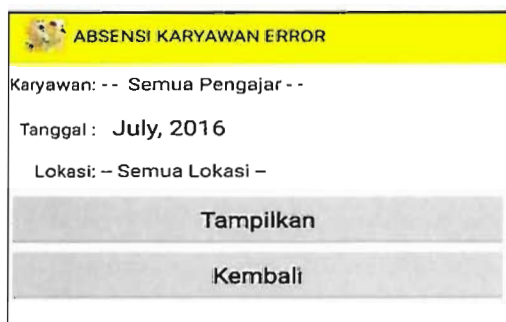 ABSENSI KARYAWAN ERROR
Karyawan: -- Semua Pengajar --
Tanggal : July, 2016
Lokasi: – Semua Lokasi –
Tampilkan
Kembali